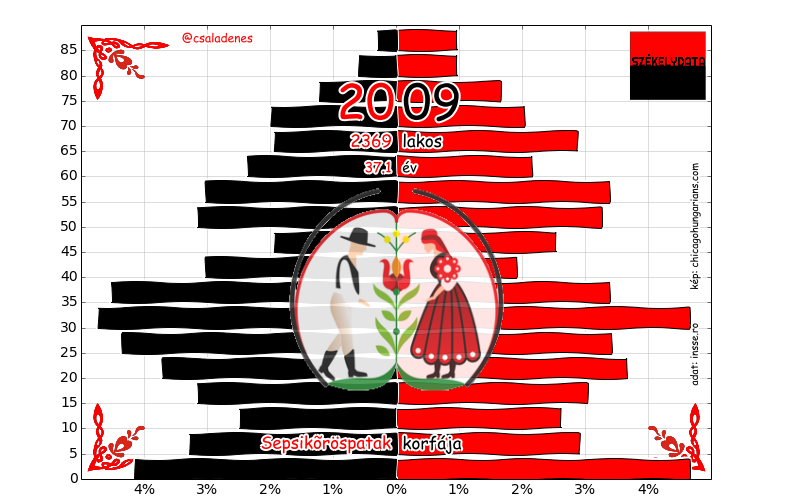 @csaladenes
SZÉKELYDATA
2009
2369 lakos
37.1 év
kép: chicagohungarians.com
adat: insse.ro
Sepsikőröspatak korfája
85
80
75
70
65
60
55
50
45
40
35
30
25
20
15
10
5
0
4% 3% 2% 1% 0% 1% 2% 3% 4%